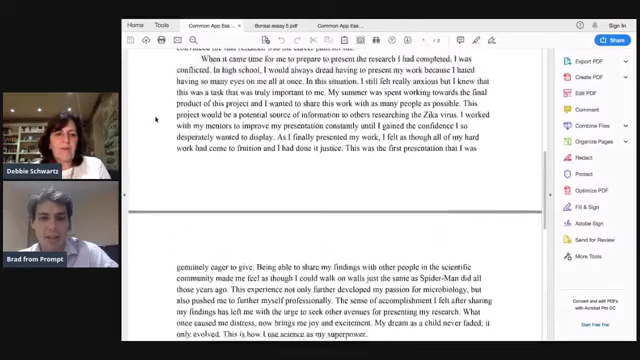 Home
Tools
Common App Ess...
Bonsai essay 5.pdf
Common App Ess...
Sign In
/ 2
Share
When it came time for me to prepare to present the research I had completed, I was
conflicted. In high school, I would always dread having to present my work because I hated
having so many eyes on me all at once. In this situation, I still felt really anxious but I knew that
this was a task that was truly important to me. My summer was spent working towards the final
product of this project and I wanted to share this work with as many people as possible. This
project would be a potential source of information to others researching the Zika virus. I worked
with my mentors to improve my presentation constantly until I gained the confidence I so
desperately wanted to display. As I finally presented my work, I felt as though all of my hard
work had come to fruition and I had done it justice. This was the first presentation that I was
genuinely eager to give. Being able to share my findings with other people in the scientific
community made me feel as though I could walk on walls just the same as Spider-Man did all
those years ago. This experience not only further developed my passion for microbiology, but
also pushed me to further myself professionally. The sense of accomplishment I felt after sharing
my findings has left me with the urge to seek other avenues for presenting my research. What
once caused me distress, now brings me joy and excitement. My dream as a child never faded; it
only evolved. This is how I use science as my superpower.
Export PDF
Create PDF
Edit PDF
Comment
Combine Files
Organize Pages
Redact
Protect
Optimize PDF
Fill & Sign
Adobe Sign
Send for Review
More Tools
Create, edit and sign PDF
forms & agreements
Start Free Trial
Debbie Schwartz
Brad from Prompt